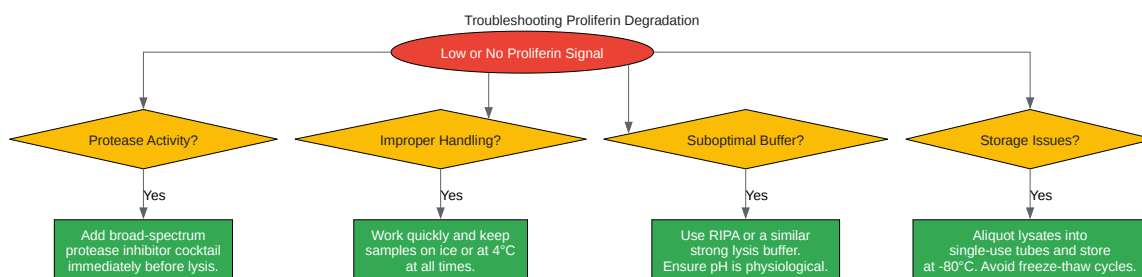 Troubleshooting Proliferin Degradation
Low or No Proliferin Signal
Protease Activity?
Improper Handling?
Suboptimal Buffer?
Storage Issues?
Yes
Yes
Yes
Yes
Add broad-spectrum
protease inhibitor cocktail
immediately before lysis.
Work quickly and keep
samples on ice or at 4°C
at all times.
Use RIPA or a similar
strong lysis buffer.
Ensure pH is physiological.
Aliquot lysates into
single-use tubes and store
at -80°C. Avoid freeze-thaw cycles.